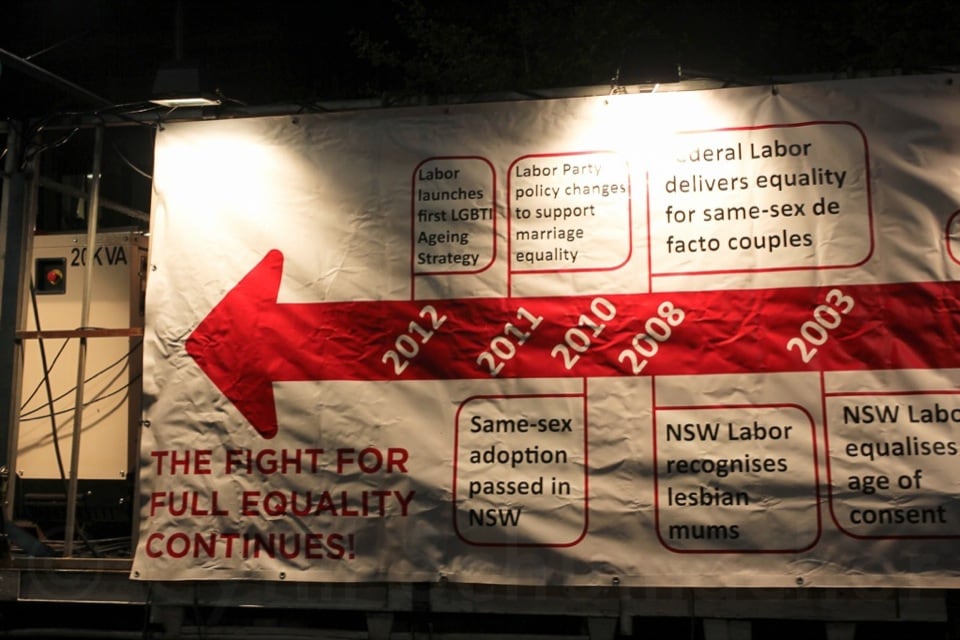 20KVA
Labor
launches
first LGBTI
Ageing
Strategy
Labor Party
policy changes
to support
marriage
equality
Labor
delivers equality
for same-sex de
facto couples
2012
2011
2010
2008
2003
Same-sex
adoption
passed in
NSW
NSW Labor
recognises
lesbian
mums
NSW Labo
equalises
age of
consent
THE FIGHT FOR
FULL EQUALITY
CONTINUES!